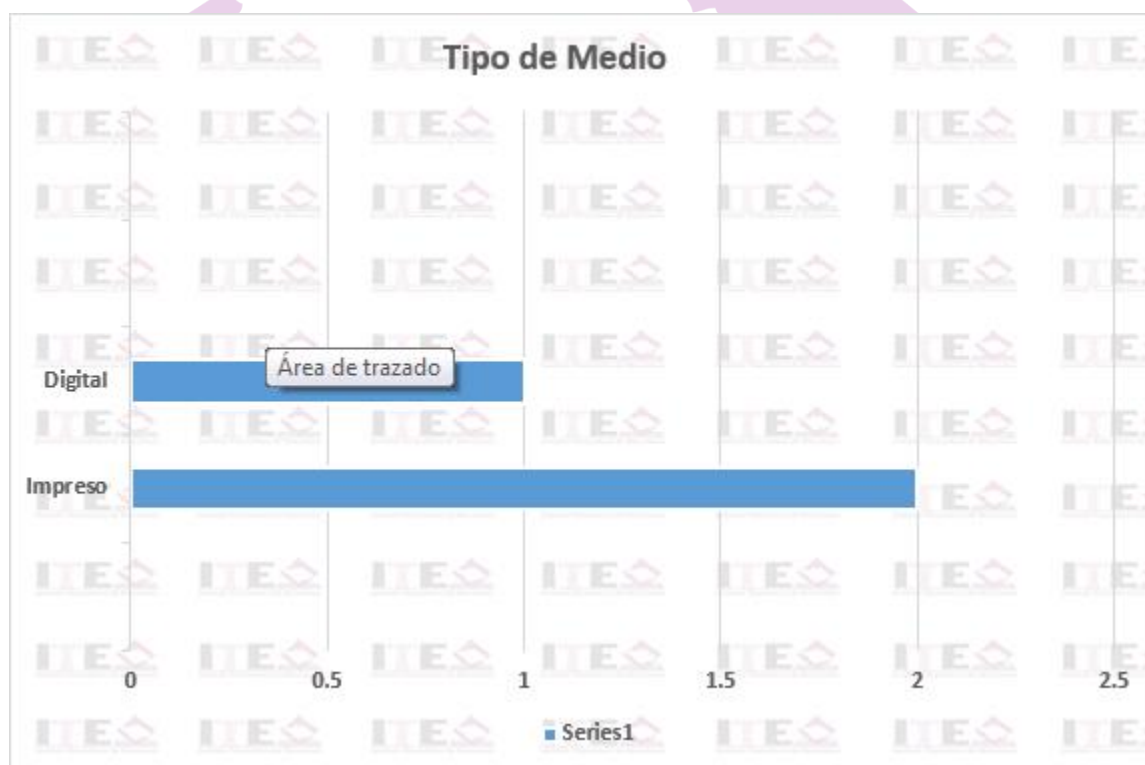 Tipo de Medio
Digital
Área de trazado
Impreso
0 0.5 1 1.5 2 2.5
Series1